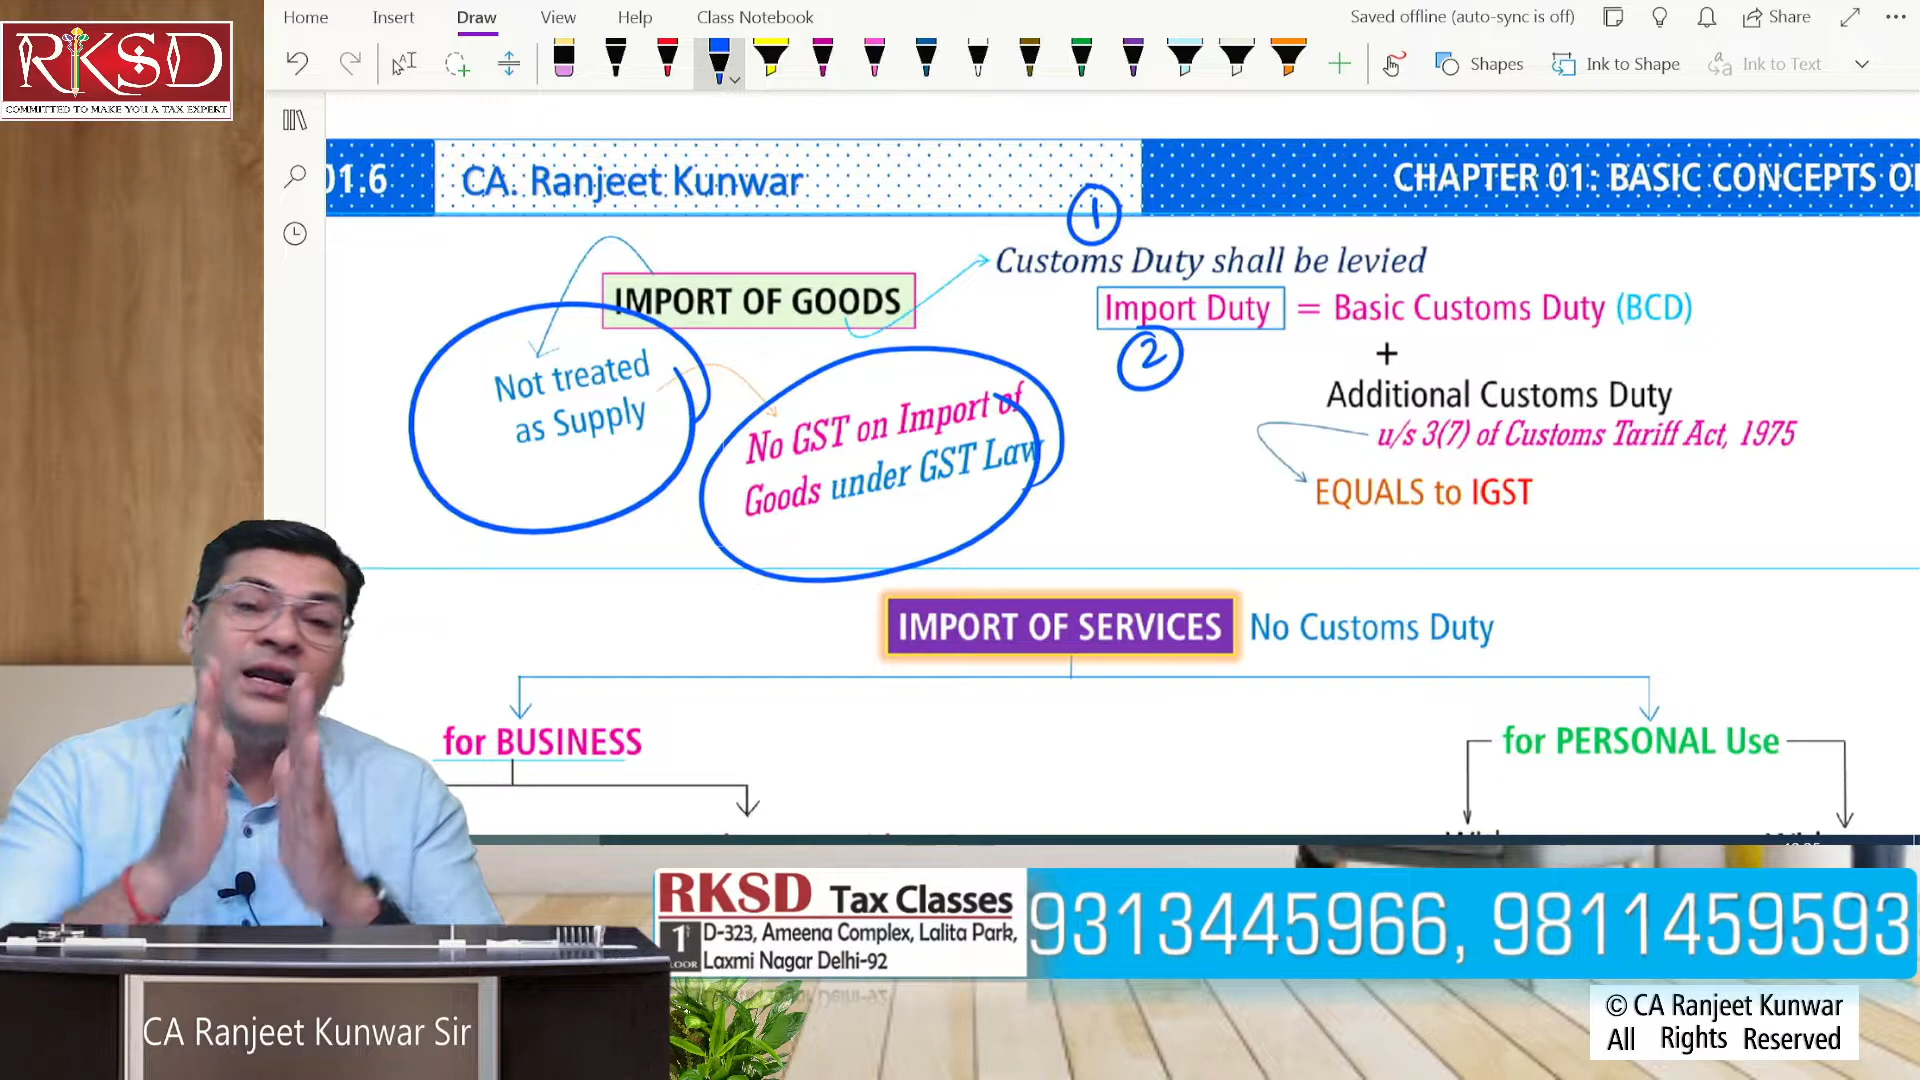 Home Insert Draw View Help Class Notebook
Saved offline (auto-sync is off) Share
Shapes Ink to Shape Ink to Text
RKSD
COMMITTED TO MAKE YOU A TAX EXPERT
01.6 CA. Ranjeet Kunwar CHAPTER 01: BASIC CONCEPTS
1
Customs Duty shall be levied
IMPORT OF GOODS
Import Duty = Basic Customs Duty (BCD)
2
+
Not treated
as Supply
Additional Customs Duty
u/s 3(7) of Customs Tariff Act, 1975
No GST on Import of
Goods under GST Law
EQUALS to IGST
IMPORT OF SERVICES No Customs Duty
for BUSINESS
for PERSONAL Use
RKSD Tax Classes
1ST D-323, Ameena Complex, Lalita Park,
Laxmi Nagar Delhi-92
9313445966, 9811459593
CA Ranjeet Kunwar Sir
© CA Ranjeet Kunwar
All Rights Reserved